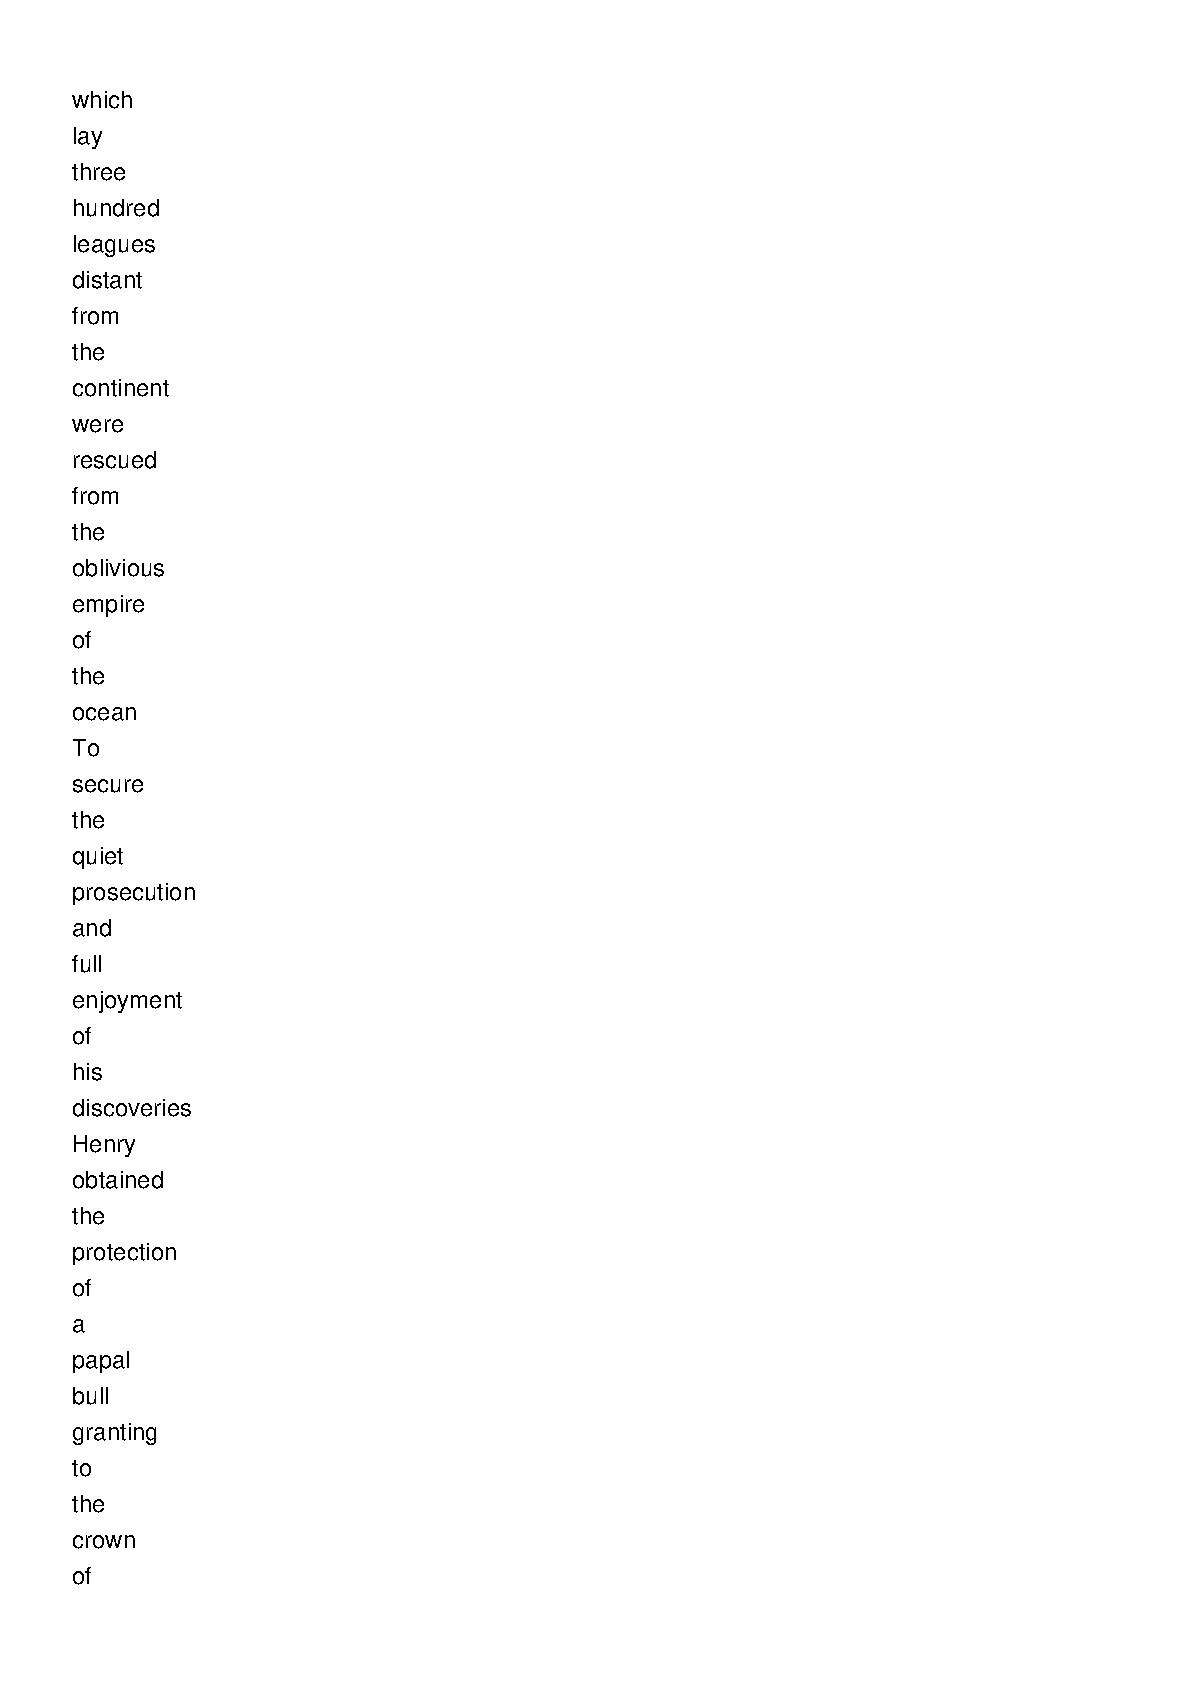 which
lay
three
hundred
leagues
distant
from
the
continent
were
rescued
from
the
oblivious
empire
of
the
ocean
To
secure
the
quiet
prosecution
and
full
enjoyment
of
his
discoveries
Henry
obtained
the
protection
of
a
papal
bull
granting
to
the
crown
of